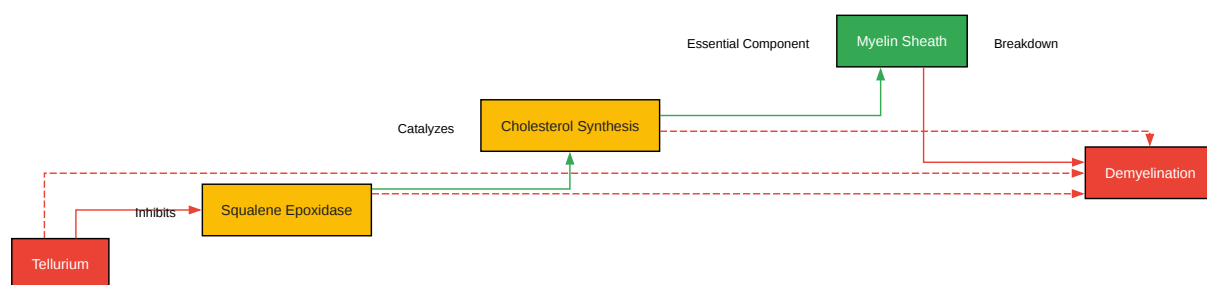 Essential Component
Myelin Sheath
Breakdown
Catalyzes
Cholesterol Synthesis
Demyelination
Inhibits
Squalene Epoxidase
Tellurium